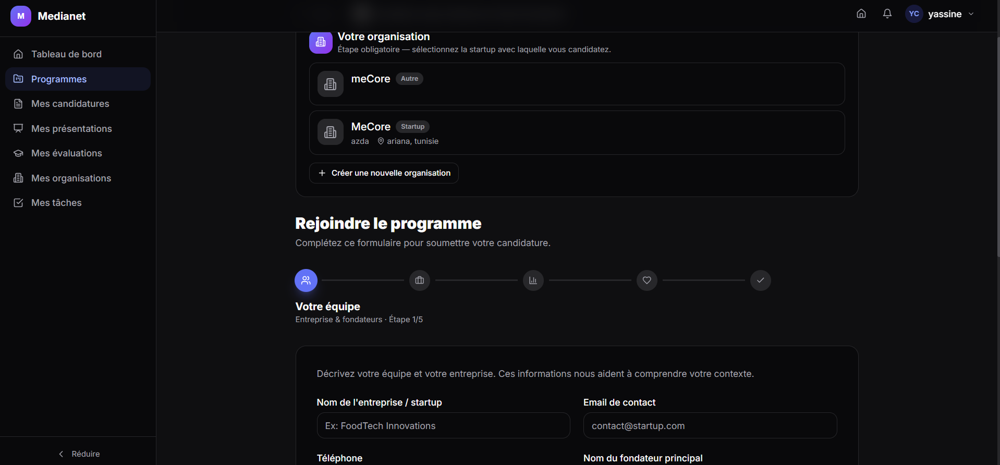 M Medianet
YC yassine
Tableau de bord
Programmes
Mes candidatures
Mes présentations
Mes évaluations
Mes organisations
Mes tâches
Réduire
Votre organisation
Étape obligatoire — sélectionnez la startup avec laquelle vous candidatez.
meCore Autre
MeCore Startup
azda ariana, tunisie
Créer une nouvelle organisation
Rejoindre le programme
Complétez ce formulaire pour soumettre votre candidature.
Votre équipe
Entreprise & fondateurs · Étape 1/5
Décrivez votre équipe et votre entreprise. Ces informations nous aident à comprendre votre contexte.
Nom de l'entreprise / startup
Ex: FoodTech Innovations
Email de contact
contact@startup.com
Téléphone
Nom du fondateur principal